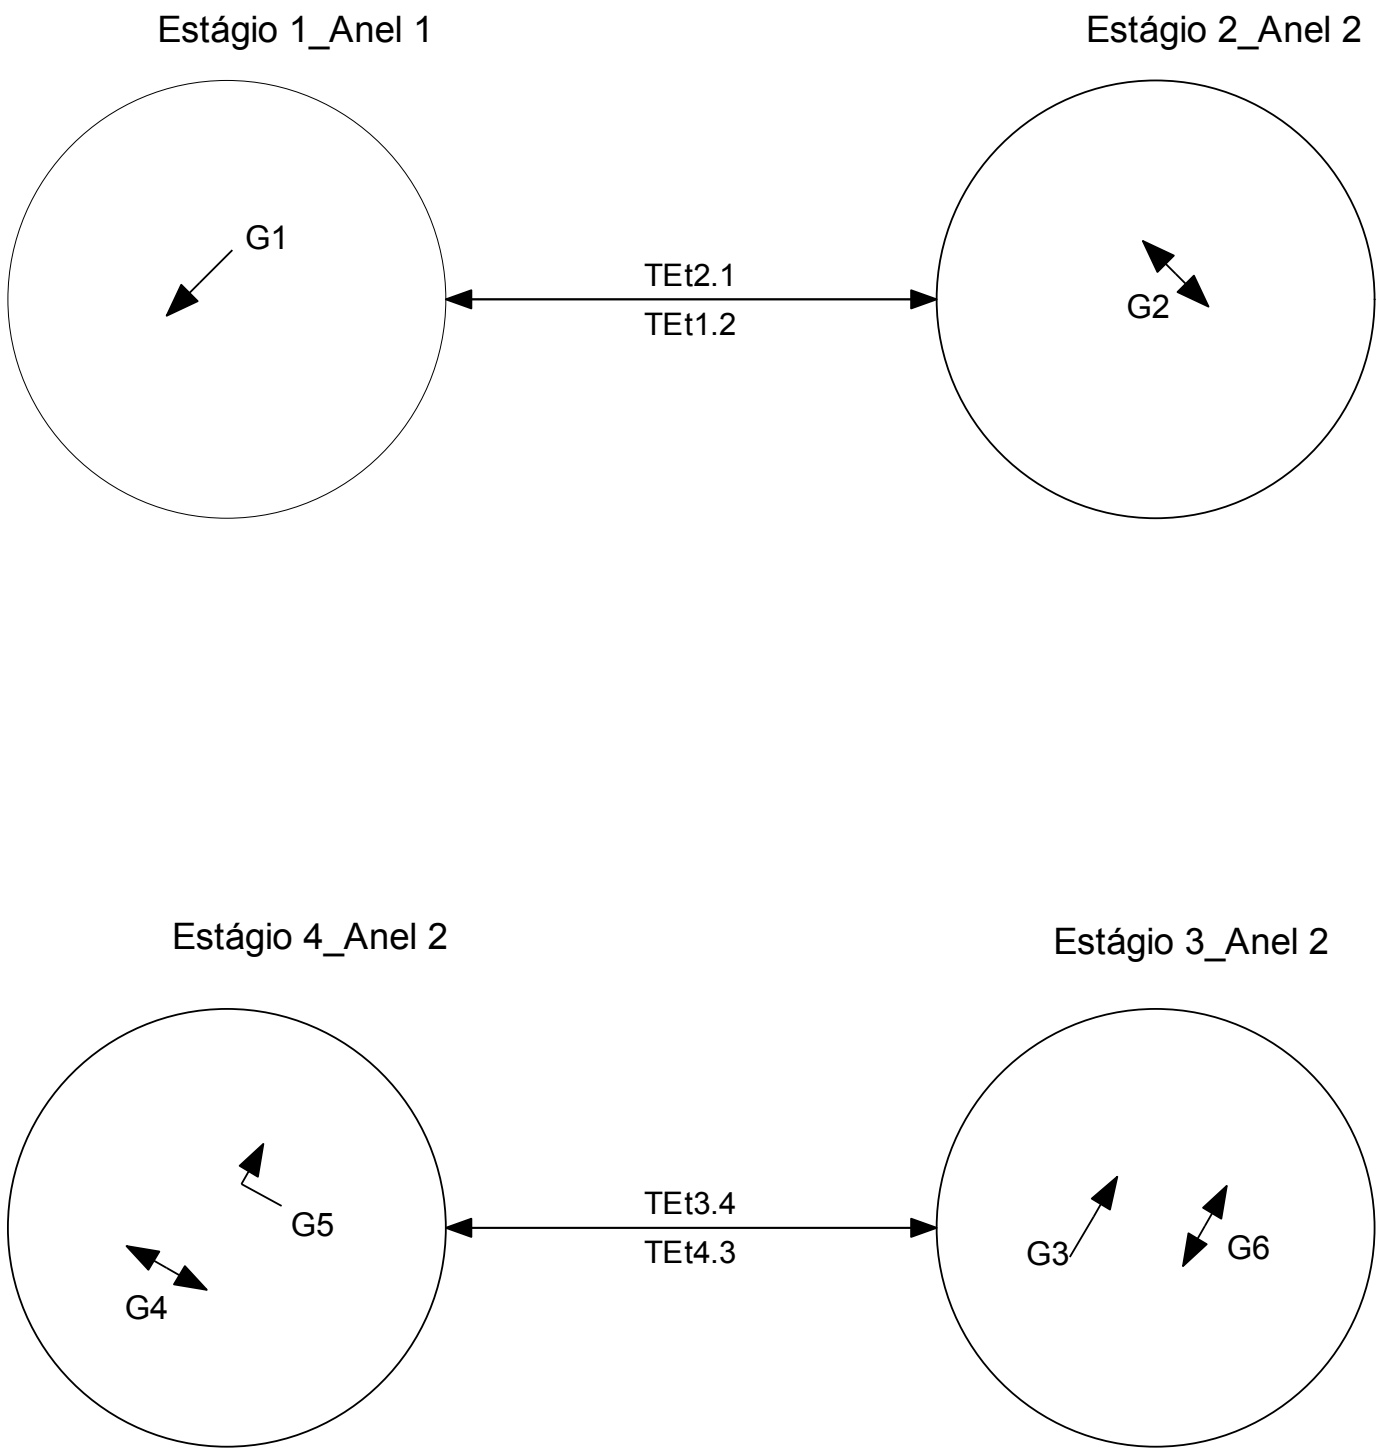 Estágio 1_Anel 1
Estágio 2_Anel 2
G1
G2
TEt2.1
TEt1.2
Estágio 4_Anel 2
Estágio 3_Anel 2
G5
G4
TEt3.4
TEt4.3
G3
G6